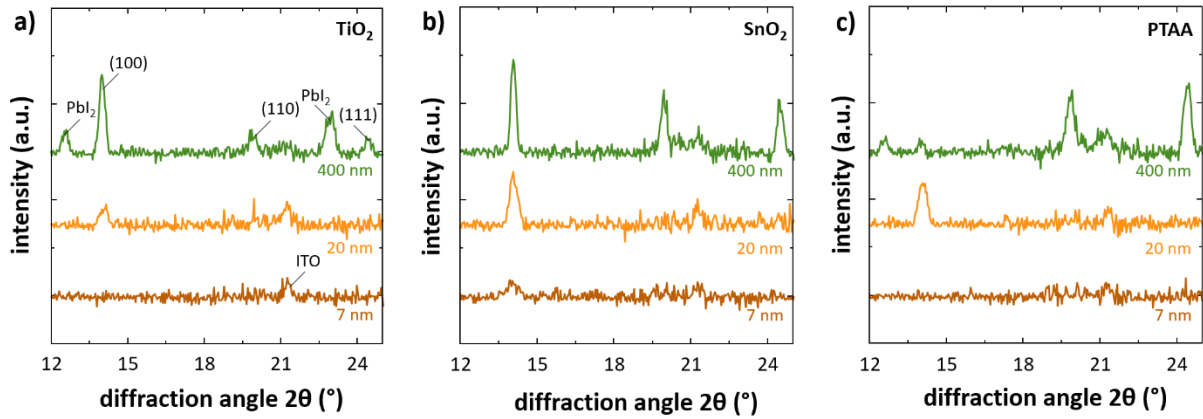 a)
TiO₂
PbI₂
(100)
(110)
PbI₂
(111)
400 nm
20 nm
ITO
7 nm
intensity (a.u.)
12 15 18 21 24
diffraction angle 2θ (°)
b)
SnO₂
400 nm
20 nm
7 nm
intensity (a.u.)
12 15 18 21 24
diffraction angle 2θ (°)
c)
PTAA
400 nm
20 nm
7 nm
intensity (a.u.)
12 15 18 21 24
diffraction angle 2θ (°)